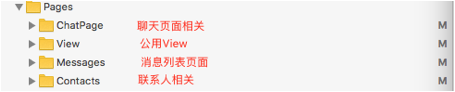 Pages
ChatPage 聊天页面相关 M
View 公用View M
Messages 消息列表页面 M
Contacts 联系人相关 M